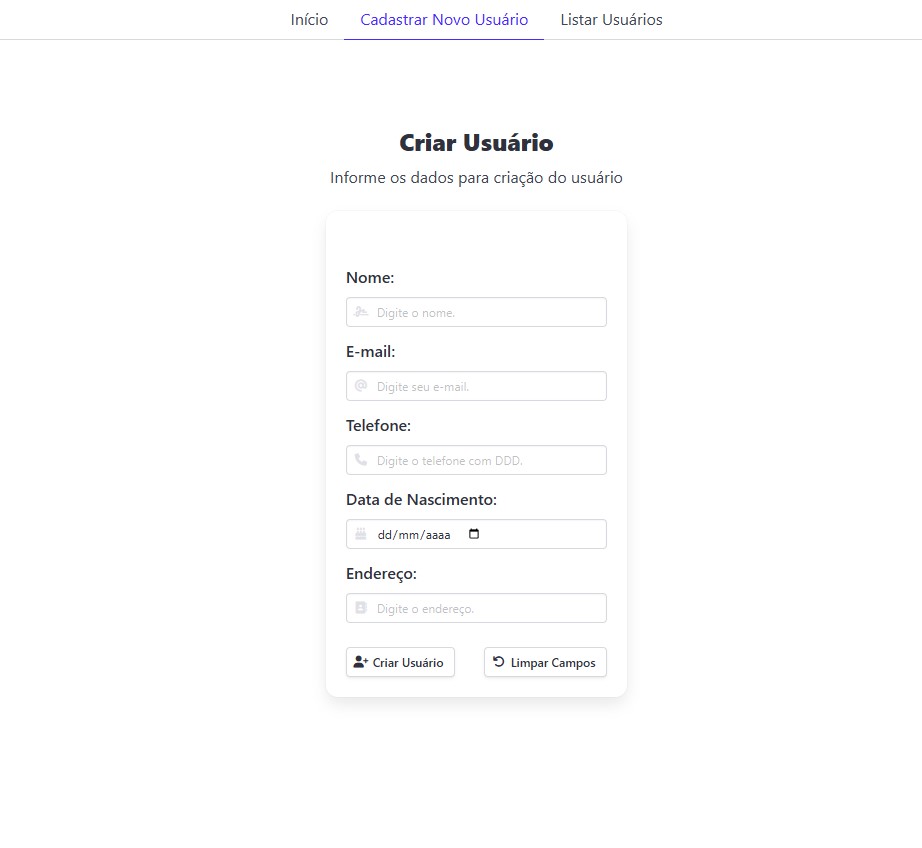 Início Cadastrar Novo Usuário Listar Usuários
Criar Usuário
Informe os dados para criação do usuário
Nome:
Digite o nome.
E-mail:
Digite seu e-mail.
Telefone:
Digite o telefone com DDD.
Data de Nascimento:
dd/mm/aaaa
Endereço:
Digite o endereço.
Criar Usuário Limpar Campos